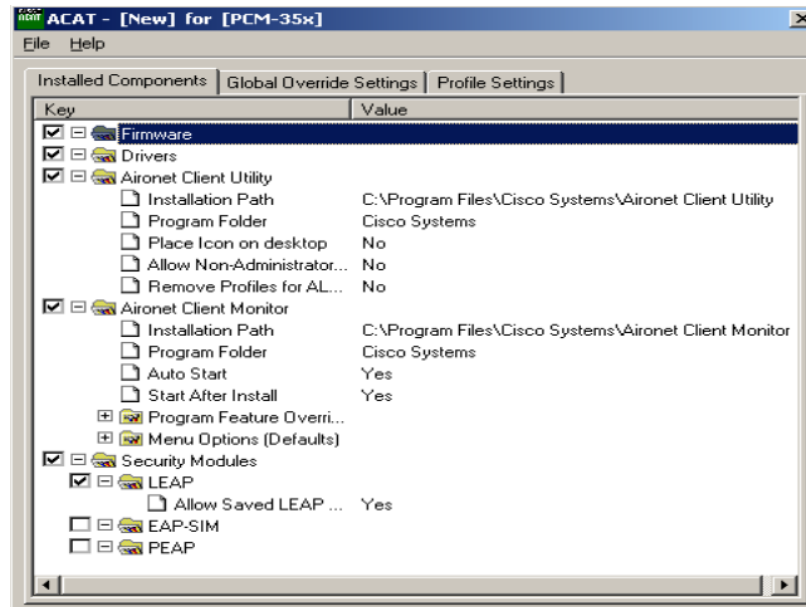 ACAT - [New] for [PCM-35x]
File Help
Installed Components Global Override Settings Profile Settings
Key Value
Firmware
Drivers
Aironet Client Utility
Installation Path C:\Program Files\Cisco Systems\Aironet Client Utility
Program Folder Cisco Systems
Place Icon on desktop No
Allow Non-Administrator... No
Remove Profiles for AL... No
Aironet Client Monitor
Installation Path C:\Program Files\Cisco Systems\Aironet Client Monitor
Program Folder Cisco Systems
Auto Start Yes
Start After Install Yes
Program Feature Overri...
Menu Options (Defaults)
Security Modules
LEAP
Allow Saved LEAP ... Yes
EAP-SIM
PEAP